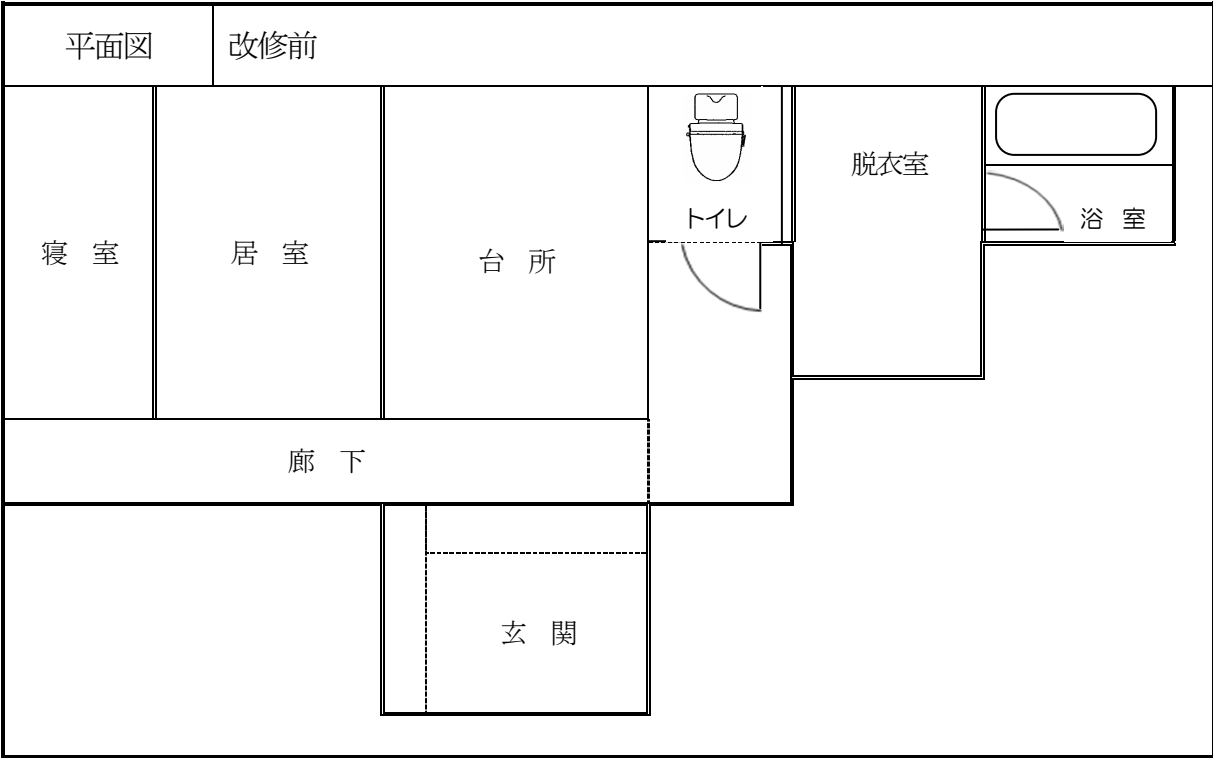 平面図
改修前
寝　室
居　室
台　所
トイレ
脱衣室
浴　室
廊　下
玄　関